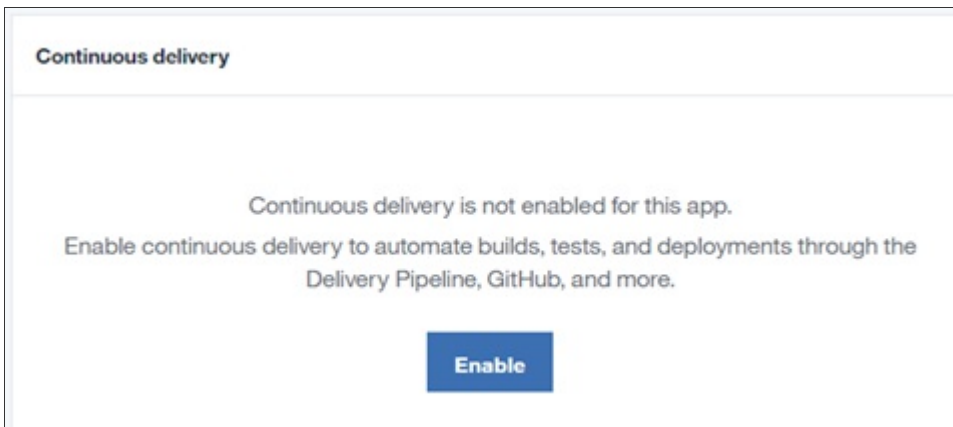 Continuous delivery
Continuous delivery is not enabled for this app.
Enable continuous delivery to automate builds, tests, and deployments through the
Delivery Pipeline, GitHub, and more.
Enable